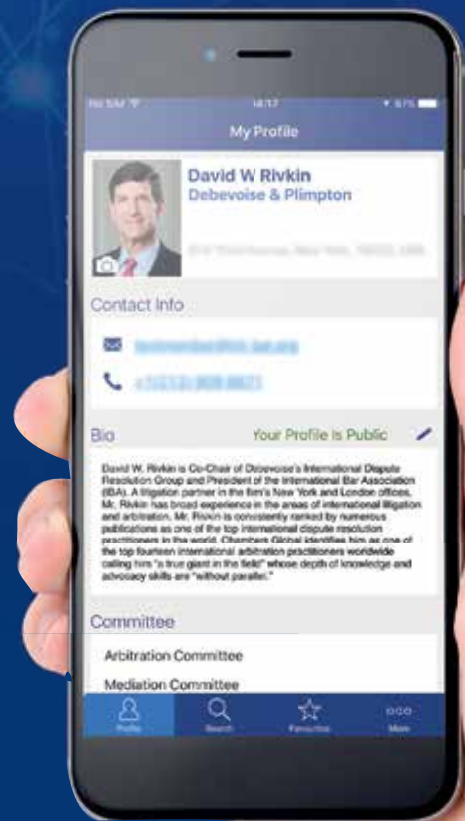 No SIM 18:17 67%
My Profile
David W Rivkin
Debevoise & Plimpton
Contact Info
Bio Your Profile Is Public
David W. Rivkin is Co-Chair of Debevoise's International Dispute
Resolution Group and President of the International Bar Association
(IBA). A litigation partner in the firm's New York and London offices,
Mr. Rivkin has broad experience in the areas of international litigation
and arbitration. Mr. Rivkin is consistently ranked by numerous
publications as one of the top international dispute resolution
practitioners in the world. Chambers Global identifies him as one of
the top fourteen international arbitration practitioners worldwide
calling him "a true giant in the field" whose depth of knowledge and
advocacy skills are "without parallel."
Committee
Arbitration Committee
Mediation Committee
Profile Search Favourites More